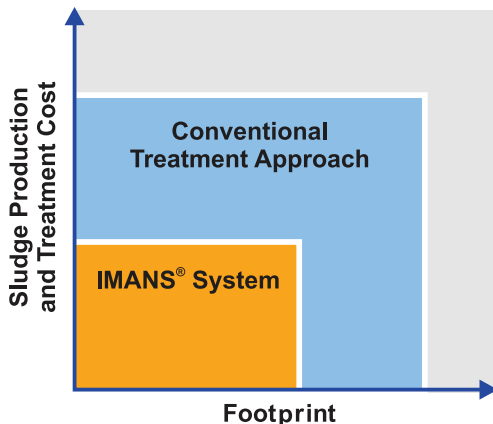 Sludge Production
and Treatment Cost
Conventional
Treatment Approach
IMANS® System
Footprint